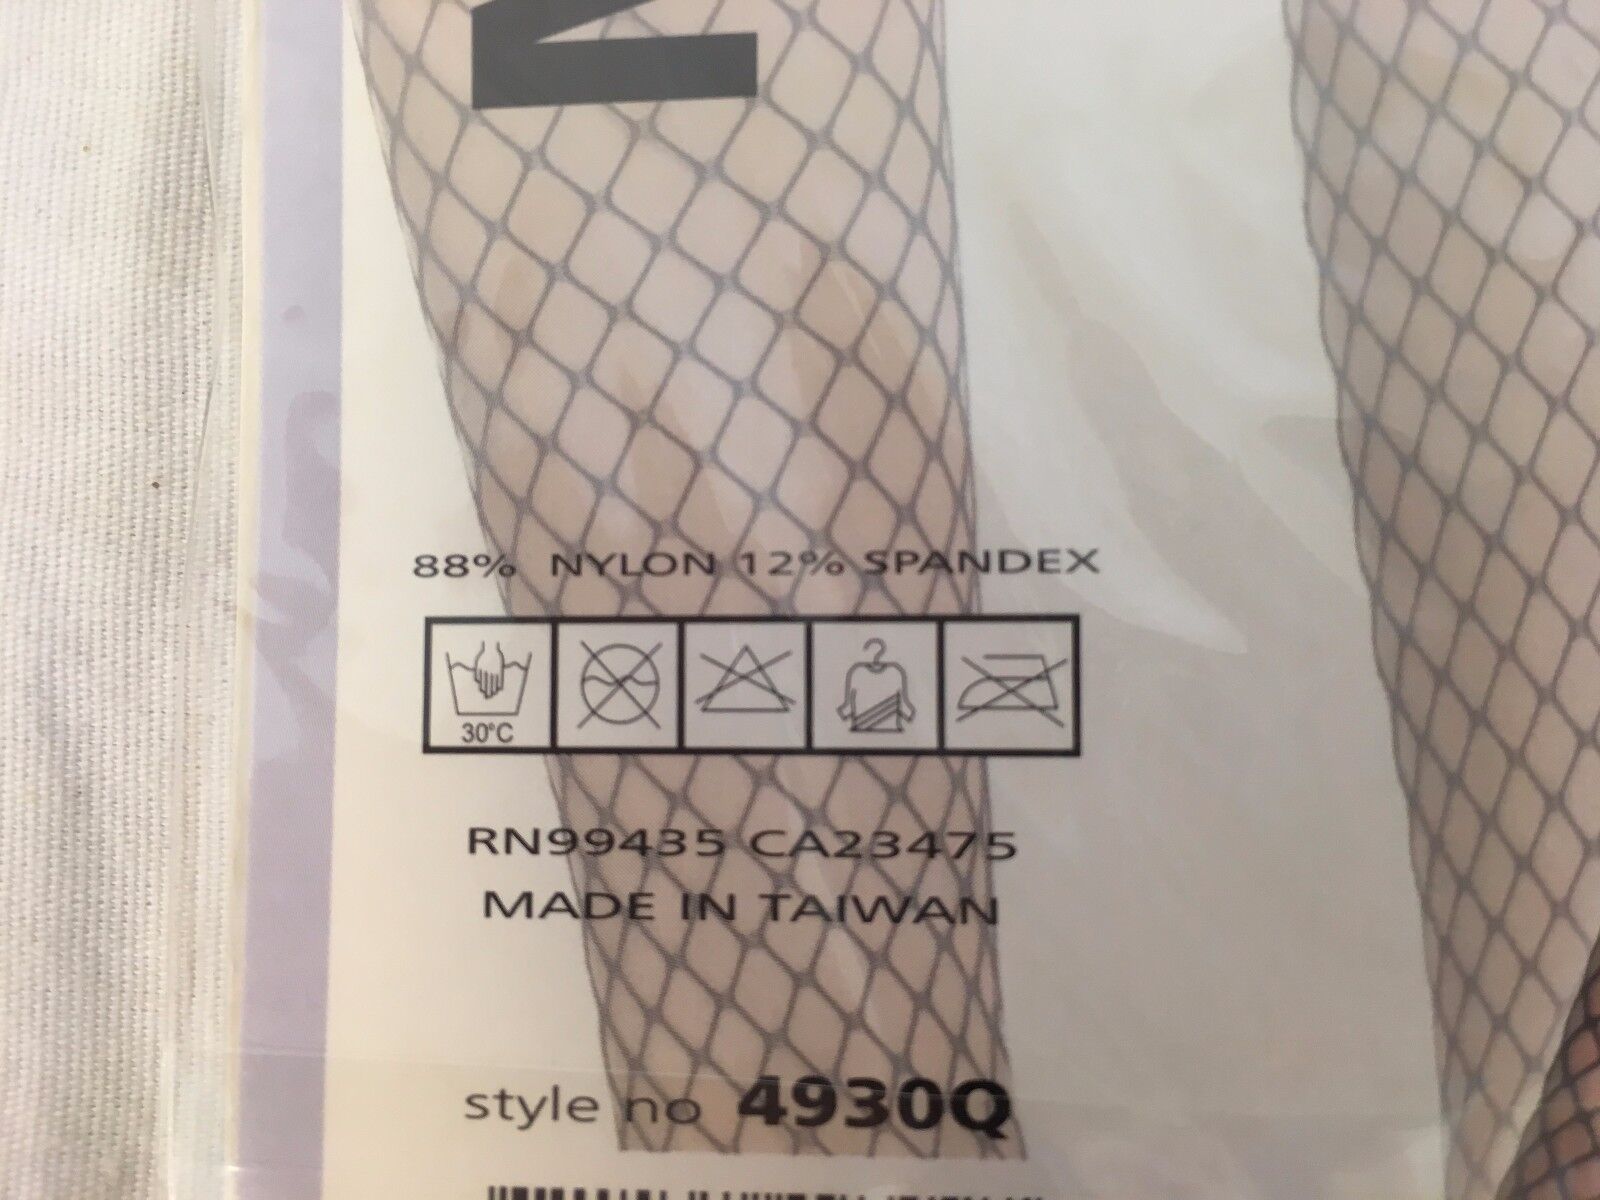 88% NYLON 12% SPANDEX
30°C
RN99435 CA23475
MADE IN TAIWAN
style no 4930Q